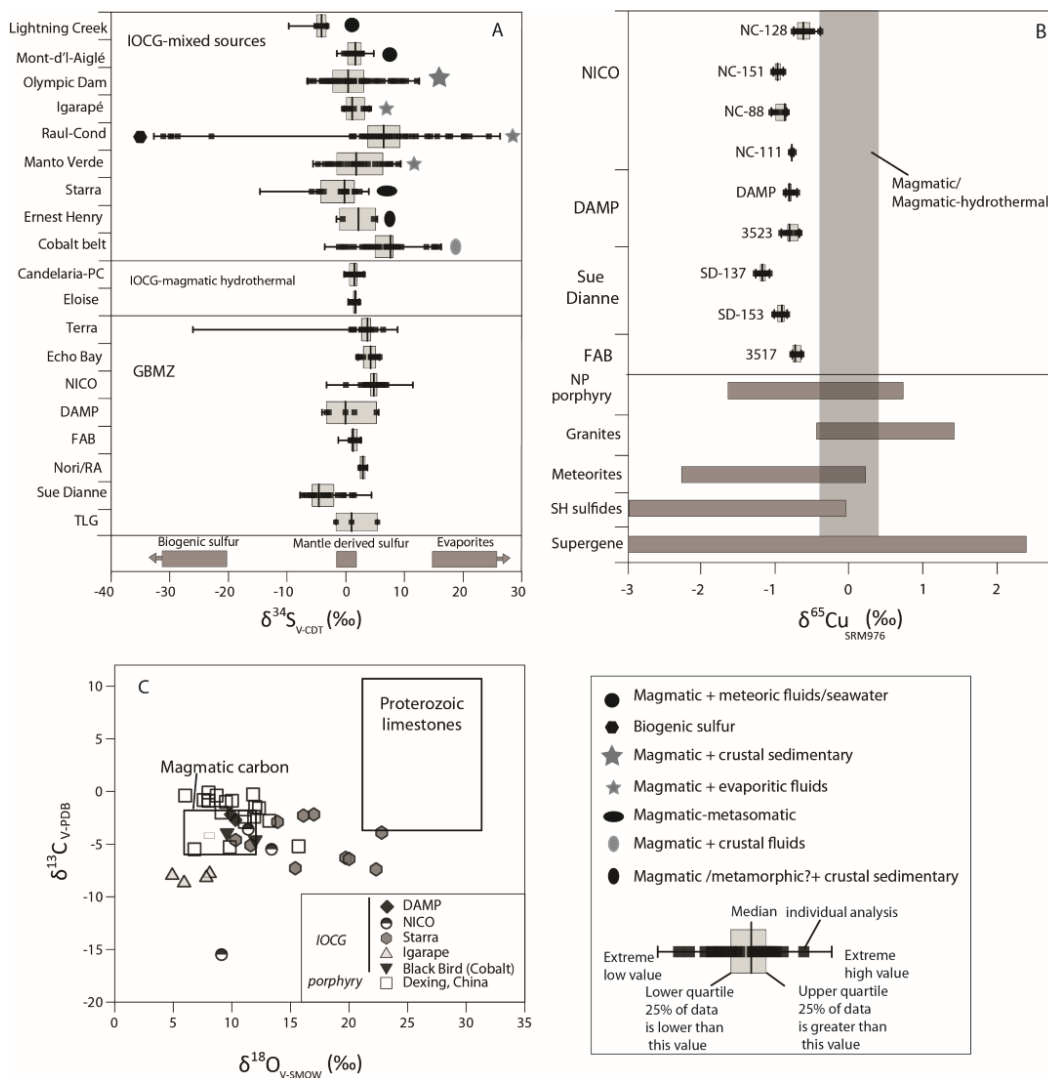 A
IOCG-mixed sources
Lightning Creek
Mont-d'I-Aiglé
Olympic Dam
Igarapé
Raul-Cond
Manto Verde
Starra
Ernest Henry
Cobalt belt
Candelaria-PC
IOCG-magmatic hydrothermal
Eloise
Terra
Echo Bay
GBMZ
NICO
DAMP
FAB
Nori/RA
Sue Dianne
TLG
Biogenic sulfur
Mantle derived sulfur
Evaporites
-40 -30 -20 -10 0 10 20 30
δ34S V-CDT (‰)
B
NC-128
NICO
NC-151
NC-88
NC-111
Magmatic/
Magmatic-hydrothermal
DAMP
DAMP
3523
Sue
Dianne
SD-137
SD-153
FAB
3517
NP
porphyry
Granites
Meteorites
SH sulfides
Supergene
-3 -2 -1 0 1 2
δ65Cu SRM976 (‰)
C
10
5
0
-5
-10
-15
-20
δ13C V-PDB
Proterozoic
limestones
Magmatic carbon
IOCG
porphyry
DAMP
NICO
Starra
Igarape
Black Bird (Cobalt)
Dexing, China
0 5 10 15 20 25 30 35
δ18O V-SMOW (‰)
Magmatic + meteoric fluids/seawater
Biogenic sulfur
Magmatic + crustal sedimentary
Magmatic + evaporitic fluids
Magmatic-metasomatic
Magmatic + crustal fluids
Magmatic /metamorphic?+ crustal sedimentary
Median
individual analysis
Extreme
low value
Extreme
high value
Lower quartile
25% of data
is lower than
this value
Upper quartile
25% of data
is greater than
this value